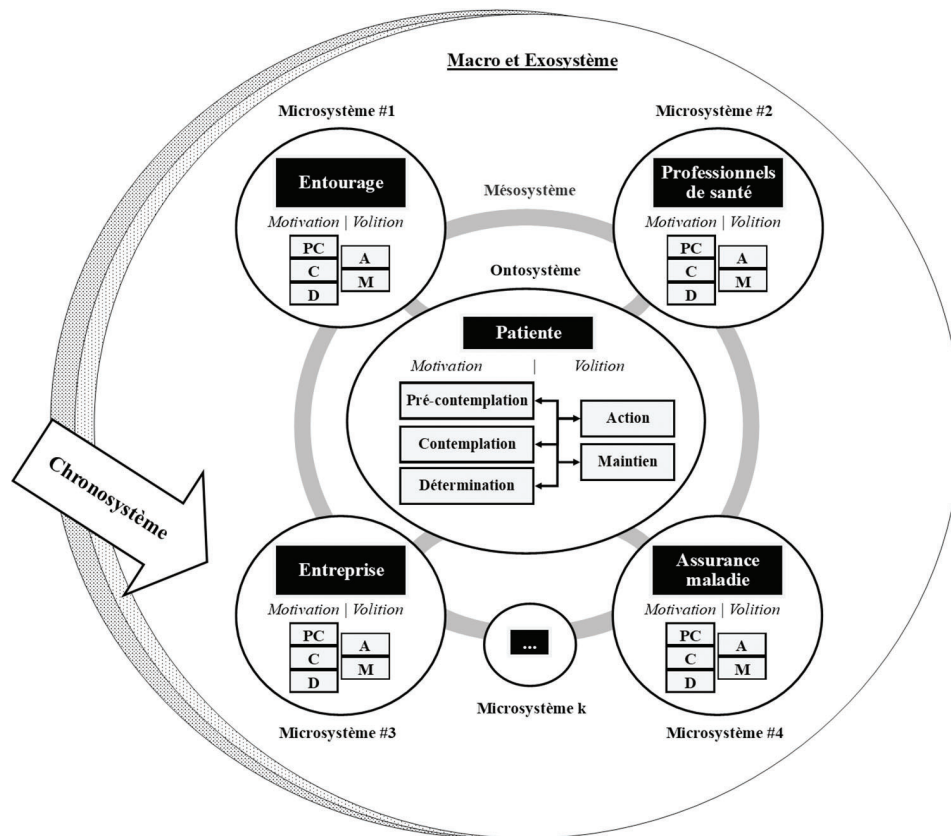 Macro et Exosystème
Microsystème #1
Entourage
Motivation | Volition
PC
C
D
A
M
Microsystème #2
Professionnels
de santé
Motivation | Volition
PC
C
D
A
M
Mésosystème
Ontosystème
Patiente
Motivation | Volition
Pré-contemplation
Contemplation
Détermination
Action
Maintien
Chronosystème
Entreprise
Motivation | Volition
PC
C
D
A
M
Microsystème #3
...
Microsystème k
Assurance
maladie
Motivation | Volition
PC
C
D
A
M
Microsystème #4